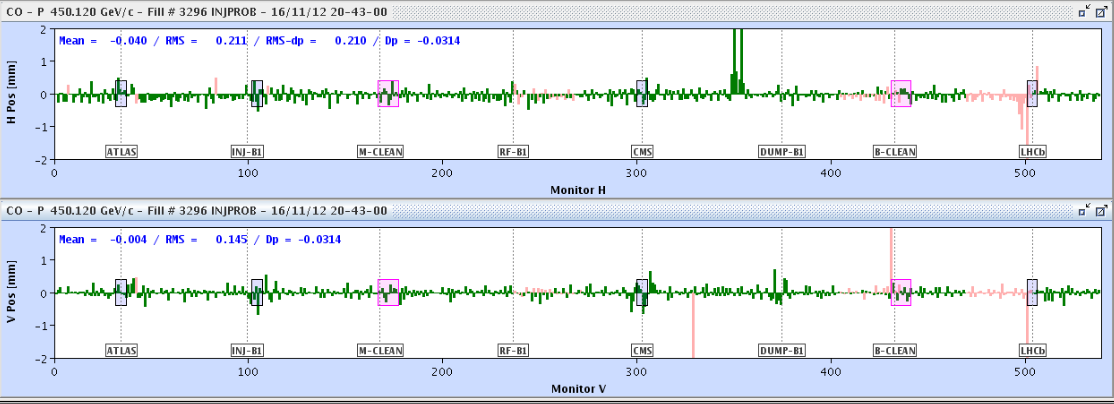 CO - P 450.120 GeV/c - Fill # 3296 INJPROB - 16/11/12 20-43-00
Mean = -0.040 / RMS = 0.211 / RMS-dp = 0.210 / Dp = -0.0314
H Pos [mm]
2
1
0
-1
-2
ATLAS INJ-B1 M-CLEAN RF-B1 CMS DUMP-B1 B-CLEAN LHCb
0 100 200 300 400 500
Monitor H
CO - P 450.120 GeV/c - Fill # 3296 INJPROB - 16/11/12 20-43-00
Mean = -0.004 / RMS = 0.145 / Dp = -0.0314
V Pos [mm]
2
1
0
-1
-2
ATLAS INJ-B1 M-CLEAN RF-B1 CMS DUMP-B1 B-CLEAN LHCb
0 100 200 300 400 500
Monitor V